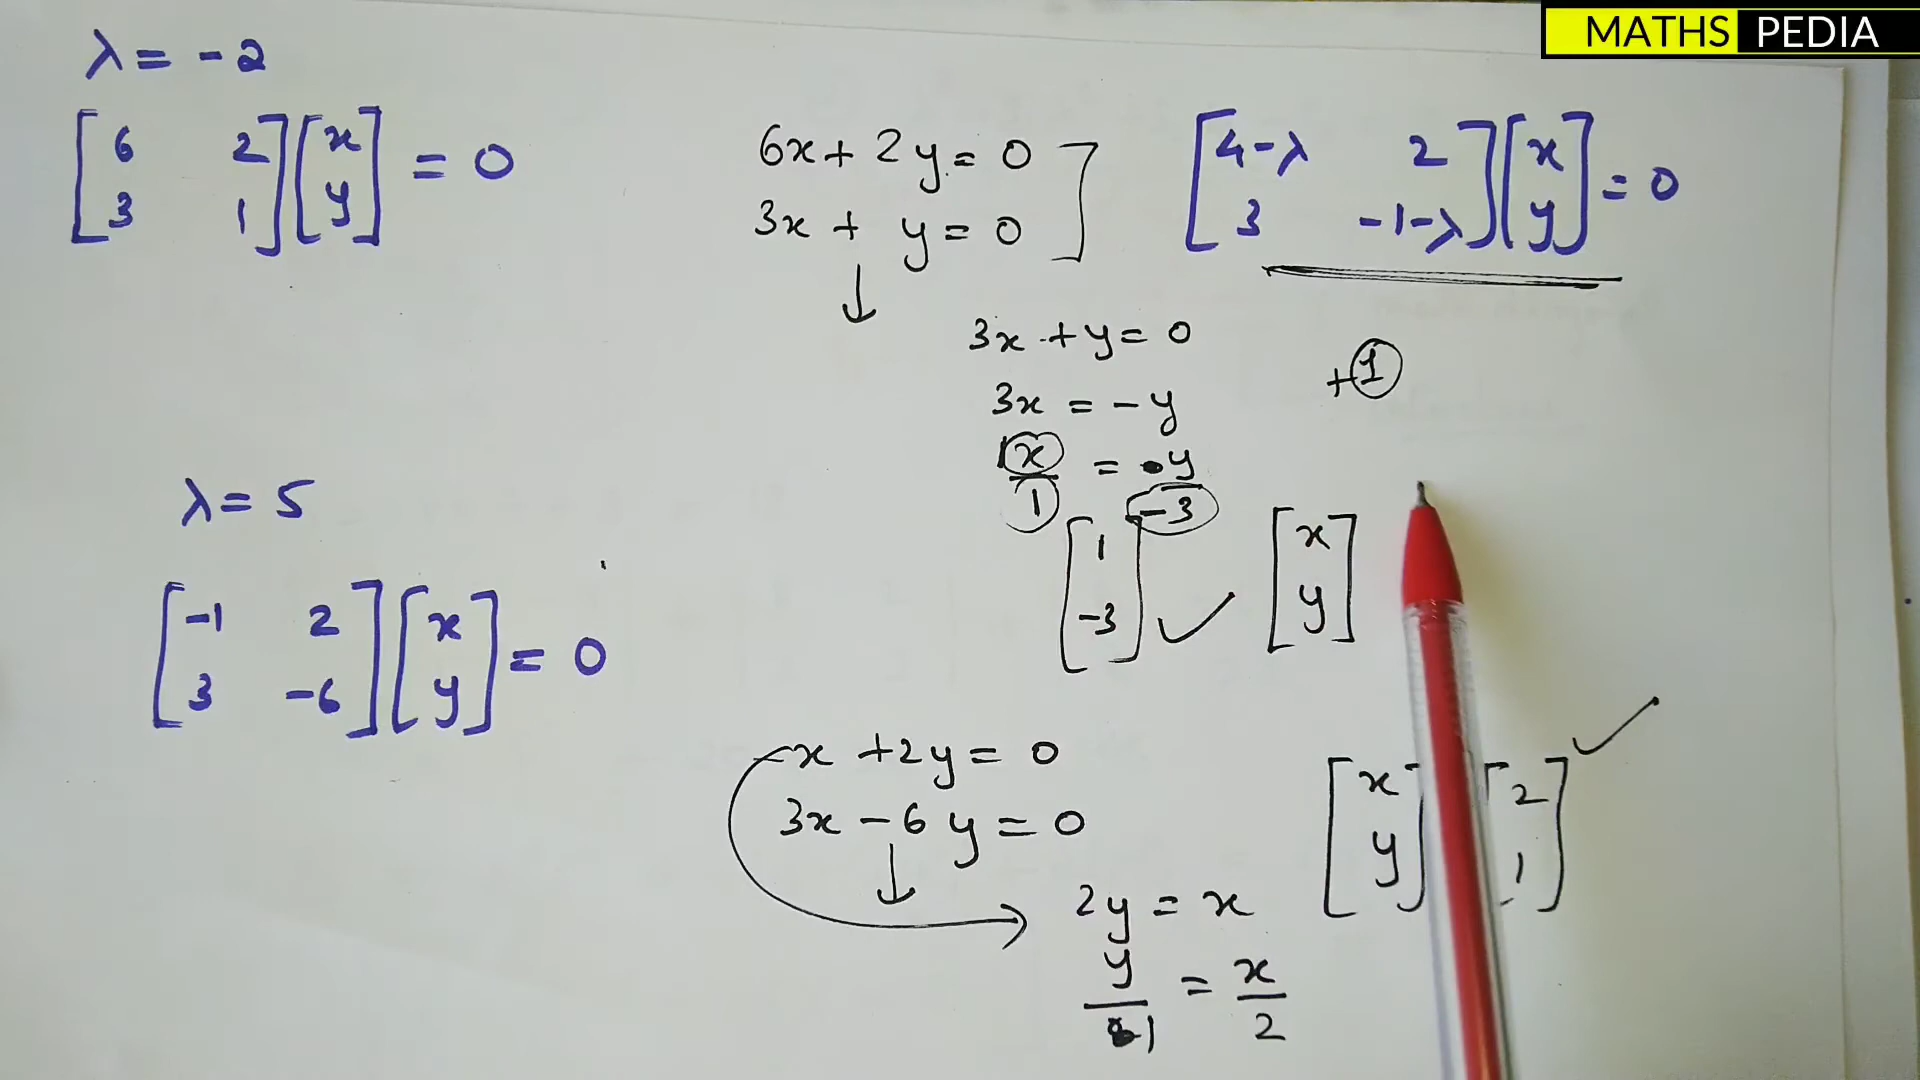 MATHS PEDIA
λ = -2
[6 2
3 1] [x
y] = 0
6x + 2y = 0
3x + y = 0
↓
[4-λ 2
3 -1-λ] [x
y] = 0
3x + y = 0
3x = -y
x/1 = y/-3
[1
-3] ✓
[x
y]
+1
λ = 5
[-1 2
3 -6] [x
y] = 0
-x + 2y = 0
3x - 6y = 0
↓
2y = x
y/1 = x/2
[x
y] [2
1] ✓